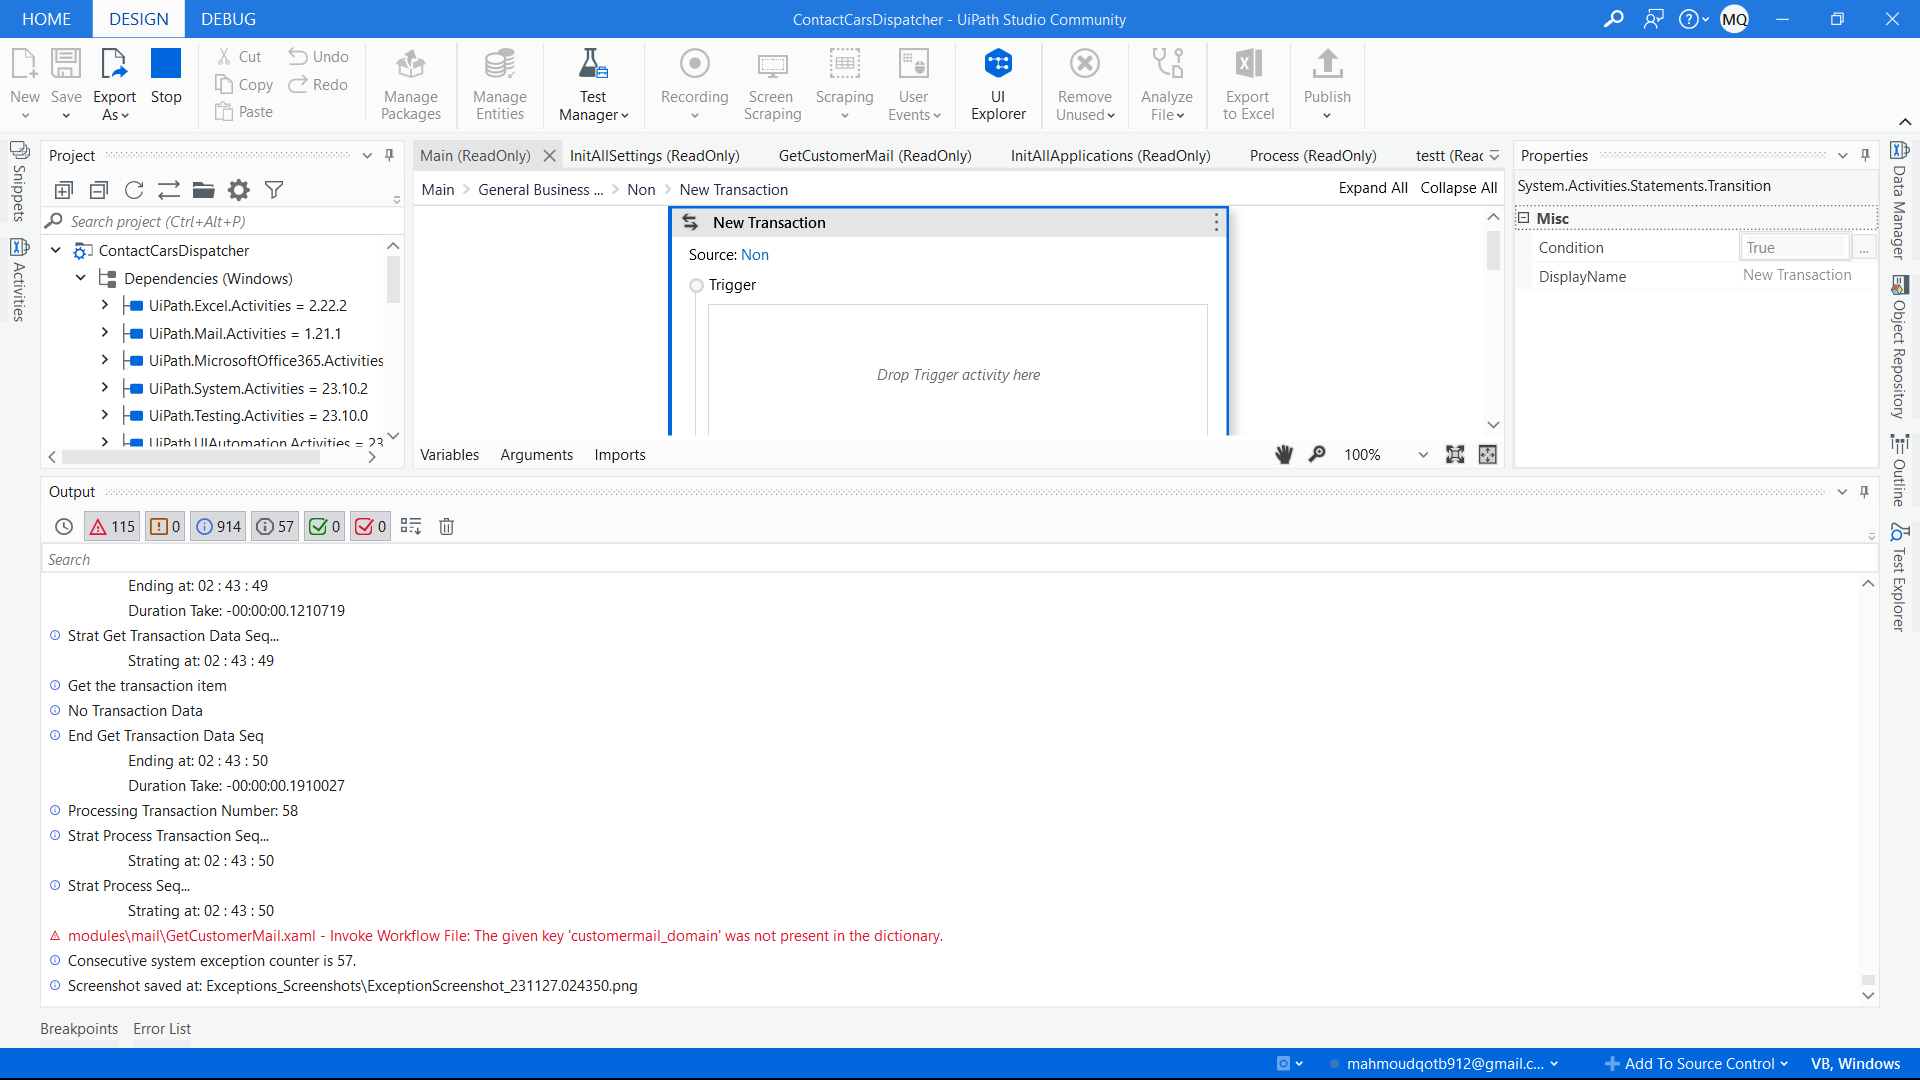 HOME DESIGN DEBUG
ContactCarsDispatcher - UiPath Studio Community
MQ
New
Save
Export As
Stop
Cut
Copy
Paste
Undo
Redo
Manage Packages
Manage Entities
Test Manager
Recording
Screen Scraping
Scraping
User Events
UI Explorer
Remove Unused
Analyze File
Export to Excel
Publish
Snippets
Activities
Project
Search project (Ctrl+Alt+P)
ContactCarsDispatcher
Dependencies (Windows)
UiPath.Excel.Activities = 2.22.2
UiPath.Mail.Activities = 1.21.1
UiPath.MicrosoftOffice365.Activities
UiPath.System.Activities = 23.10.2
UiPath.Testing.Activities = 23.10.0
UiPath.UIAutomation.Activities = 23
Main (ReadOnly) InitAllSettings (ReadOnly) GetCustomerMail (ReadOnly) InitAllApplications (ReadOnly) Process (ReadOnly) testt (Reac
Main > General Business ... > Non > New Transaction
Expand All Collapse All
New Transaction
Source: Non
Trigger
Drop Trigger activity here
Variables Arguments Imports
100%
Properties
System.Activities.Statements.Transition
Misc
Condition True ...
DisplayName New Transaction
Data Manager
Object Repository
Outline
Test Explorer
Output
115 0 914 57 0 0
Search
Ending at: 02 : 43 : 49
Duration Take: -00:00:00.1210719
Strat Get Transaction Data Seq...
Strating at: 02 : 43 : 49
Get the transaction item
No Transaction Data
End Get Transaction Data Seq
Ending at: 02 : 43 : 50
Duration Take: -00:00:00.1910027
Processing Transaction Number: 58
Strat Process Transaction Seq...
Strating at: 02 : 43 : 50
Strat Process Seq...
Strating at: 02 : 43 : 50
modules\mail\GetCustomerMail.xaml - Invoke Workflow File: The given key 'customermail_domain' was not present in the dictionary.
Consecutive system exception counter is 57.
Screenshot saved at: Exceptions_Screenshots\ExceptionScreenshot_231127.024350.png
Breakpoints Error List
mahmoudqotb912@gmail.c... Add To Source Control VB, Windows